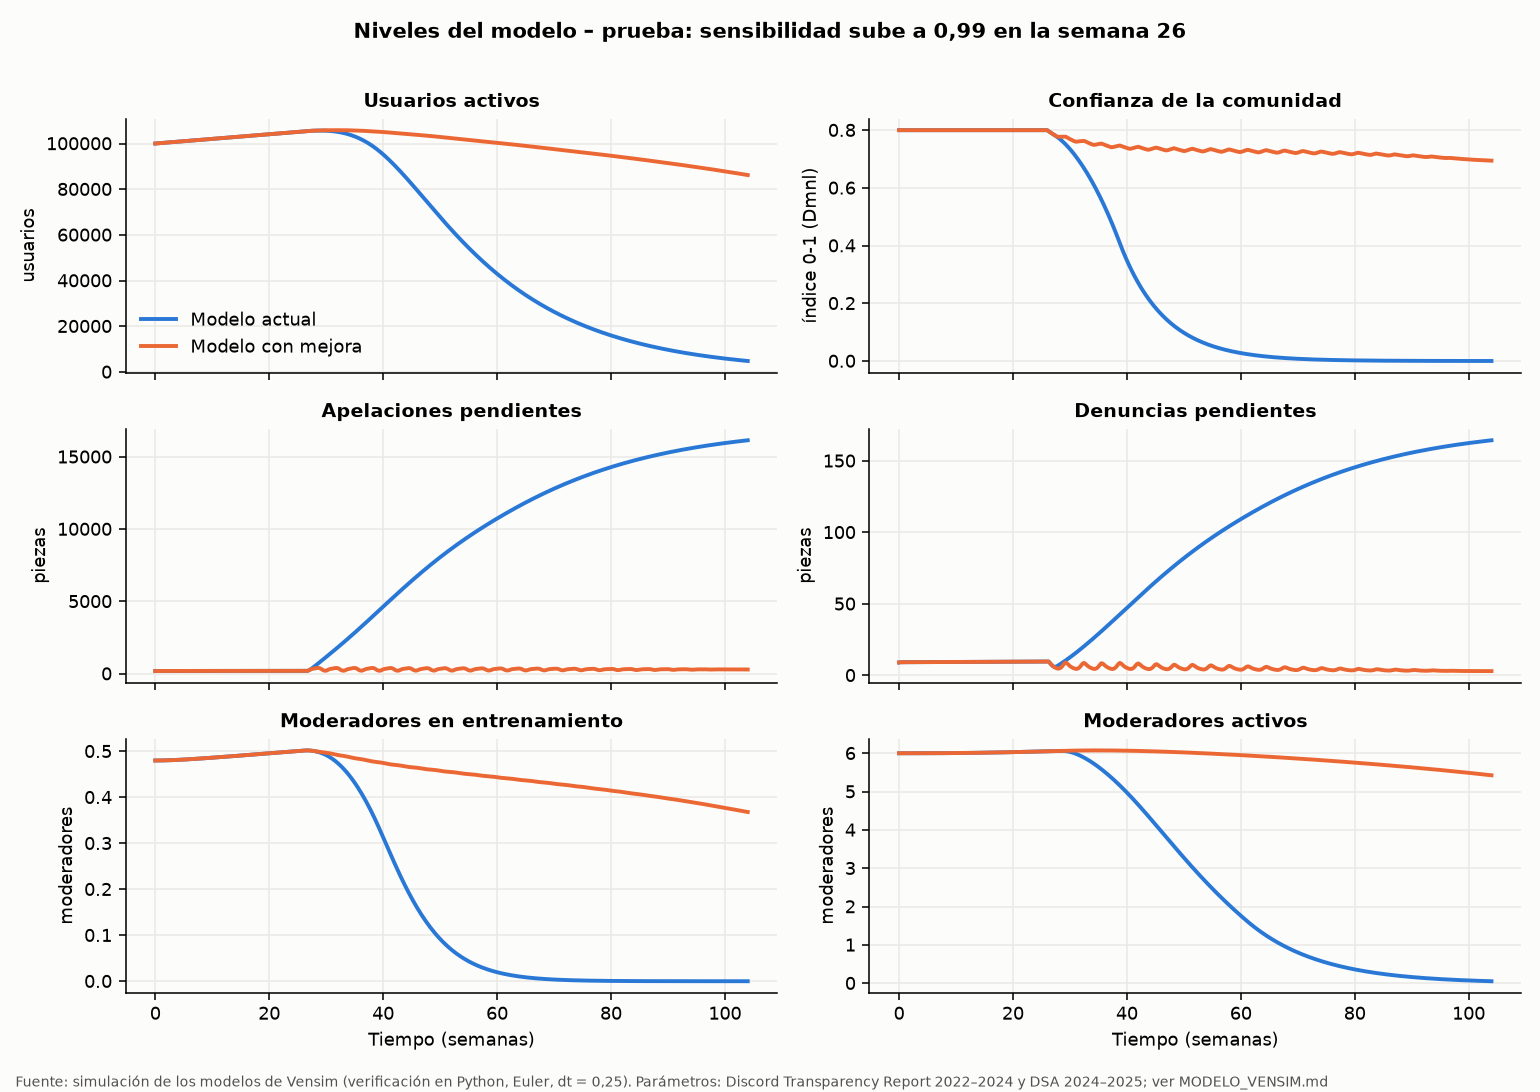 Niveles del modelo – prueba: sensibilidad sube a 0,99 en la semana 26
Usuarios activos
100000
80000
60000
40000
20000
0
usuarios
Modelo actual
Modelo con mejora
Confianza de la comunidad
0.8
0.6
0.4
0.2
0.0
índice 0-1 (Dmnl)
Apelaciones pendientes
15000
10000
5000
0
piezas
Denuncias pendientes
150
100
50
0
piezas
Moderadores en entrenamiento
0.5
0.4
0.3
0.2
0.1
0.0
moderadores
0 20 40 60 80 100
Tiempo (semanas)
Moderadores activos
6
5
4
3
2
1
0
moderadores
0 20 40 60 80 100
Tiempo (semanas)
Fuente: simulación de los modelos de Vensim (verificación en Python, Euler, dt = 0,25). Parámetros: Discord Transparency Report 2022–2024 y DSA 2024–2025; ver MODELO_VENSIM.md